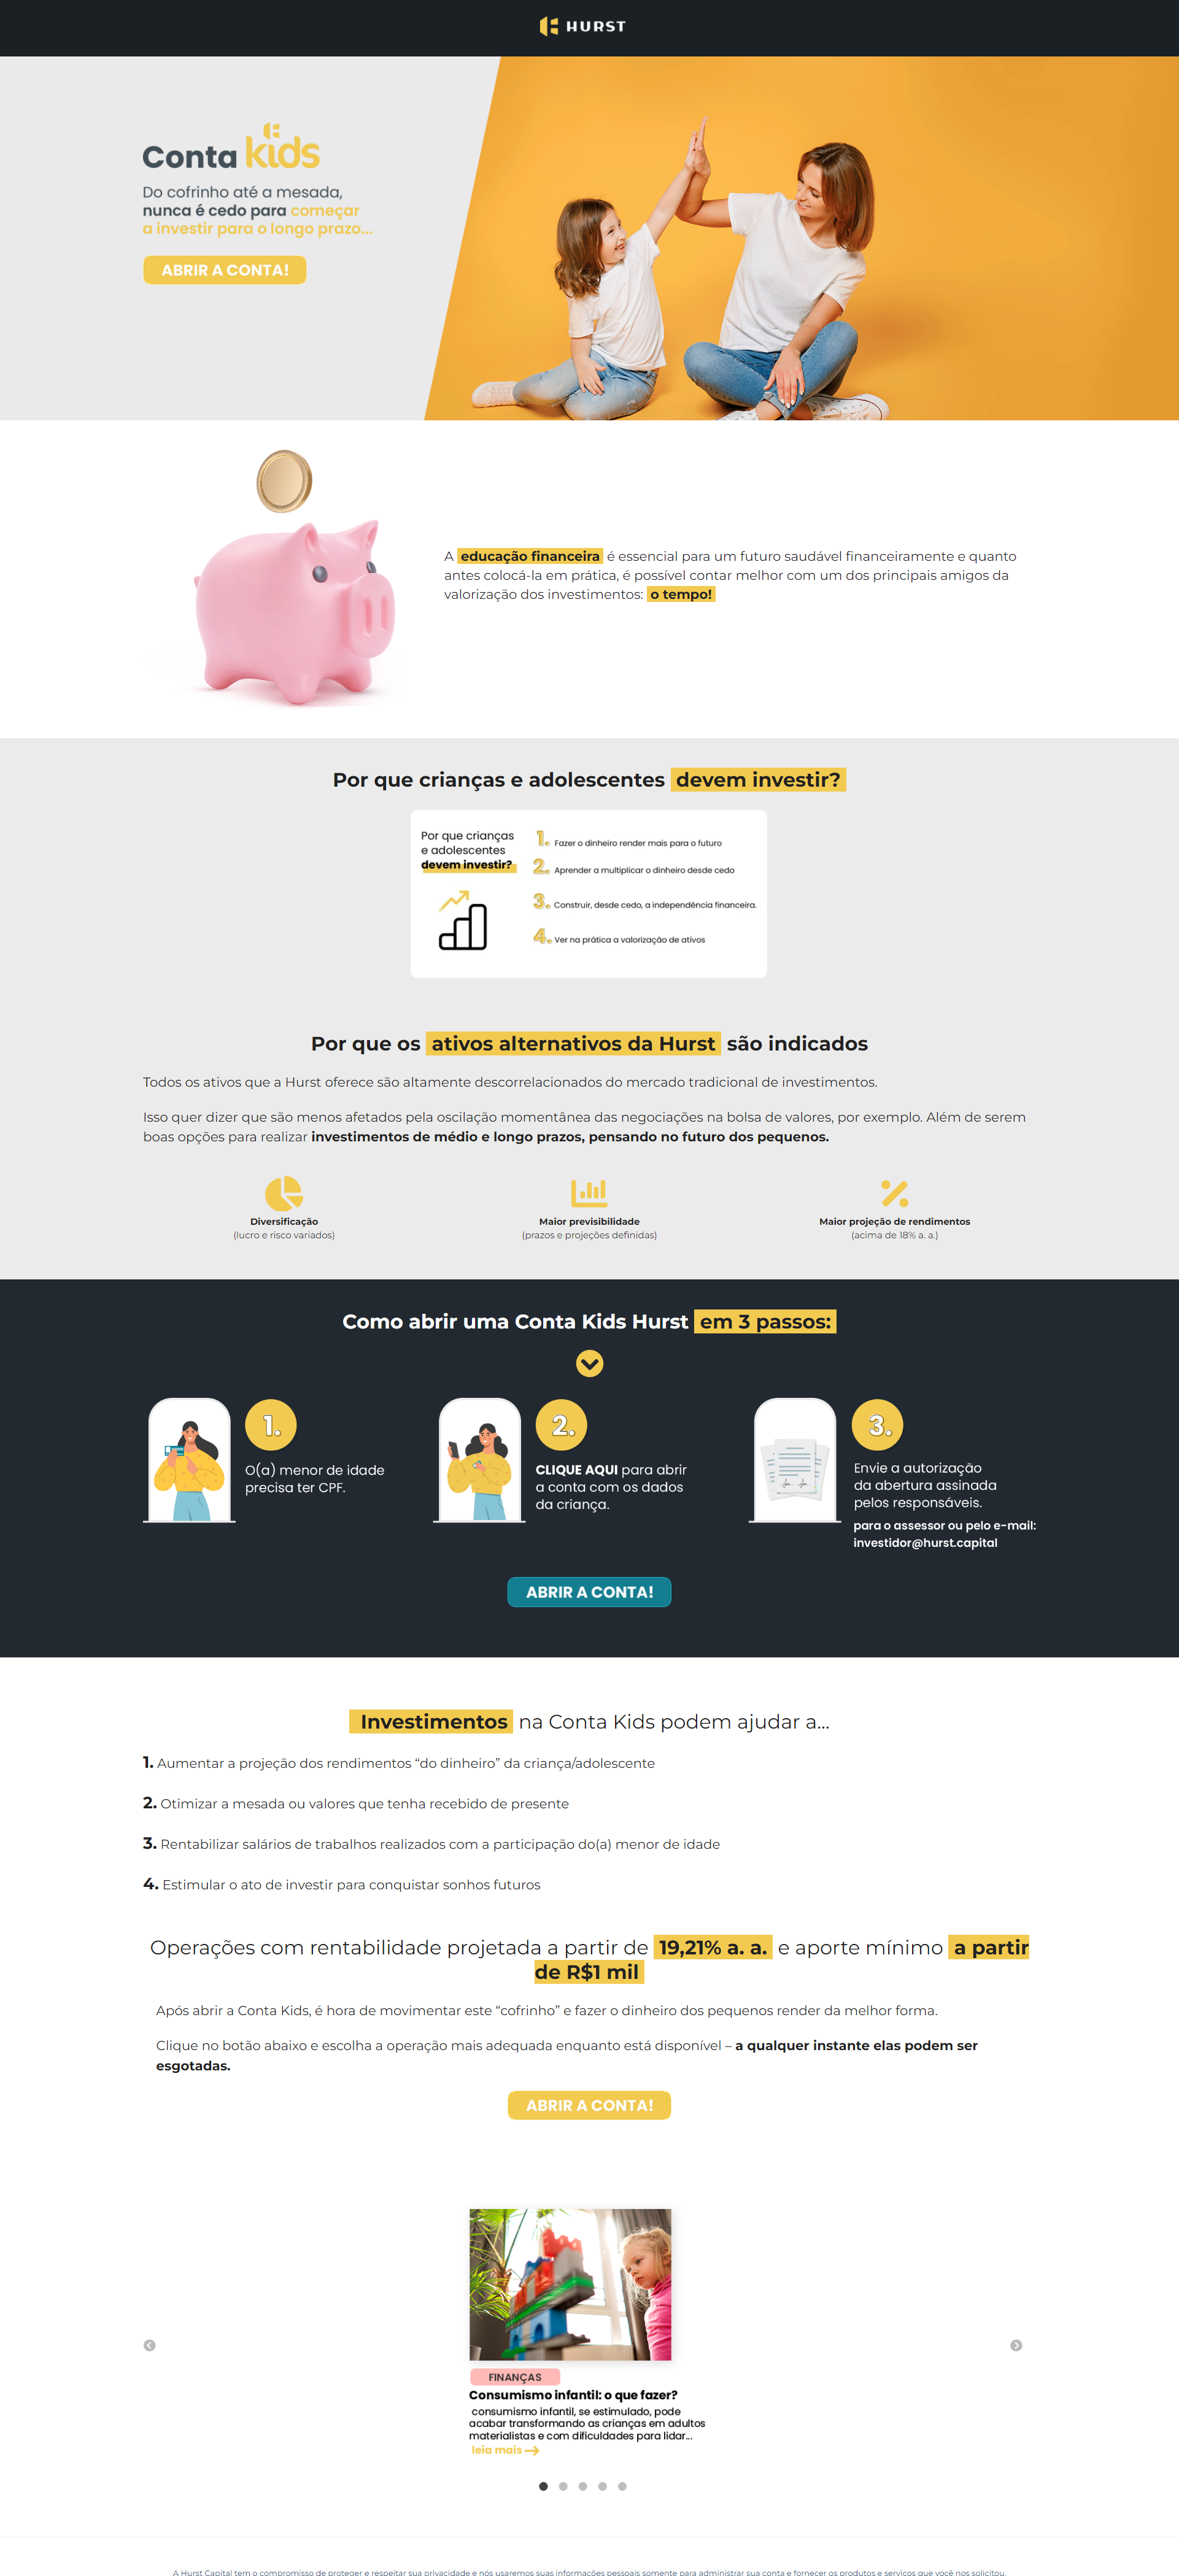 HURST
Conta kids
Do cofrinho até a mesada,
nunca é cedo para começar
a investir para o longo prazo...
ABRIR A CONTA!
A educação financeira é essencial para um futuro saudável financeiramente e quanto
antes colocá-la em prática, é possível contar melhor com um dos principais amigos da
valorização dos investimentos: o tempo!
Por que crianças e adolescentes devem investir?
Por que crianças
e adolescentes
devem investir?
1. Fazer o dinheiro render mais para o futuro
2. Aprender a multiplicar o dinheiro desde cedo
3. Construir, desde cedo, a independência financeira.
4. Ver na prática a valorização de ativos
Por que os ativos alternativos da Hurst são indicados
Todos os ativos que a Hurst oferece são altamente descorrelacionados do mercado tradicional de investimentos.
Isso quer dizer que são menos afetados pela oscilação momentânea das negociações na bolsa de valores, por exemplo. Além de serem
boas opções para realizar investimentos de médio e longo prazos, pensando no futuro dos pequenos.
Diversificação
(lucro e risco variados)
Maior previsibilidade
(prazos e projeções definidas)
Maior projeção de rendimentos
(acima de 18% a. a.)
Como abrir uma Conta Kids Hurst em 3 passos:
1.
O(a) menor de idade
precisa ter CPF.
2.
CLIQUE AQUI para abrir
a conta com os dados
da criança.
3.
Envie a autorização
da abertura assinada
pelos responsáveis.
para o assessor ou pelo e-mail:
investidor@hurst.capital
ABRIR A CONTA!
Investimentos na Conta Kids podem ajudar a...
1. Aumentar a projeção dos rendimentos “do dinheiro” da criança/adolescente
2. Otimizar a mesada ou valores que tenha recebido de presente
3. Rentabilizar salários de trabalhos realizados com a participação do(a) menor de idade
4. Estimular o ato de investir para conquistar sonhos futuros
Operações com rentabilidade projetada a partir de 19,21% a. a. e aporte mínimo a partir
de R$1 mil
Após abrir a Conta Kids, é hora de movimentar este “cofrinho” e fazer o dinheiro dos pequenos render da melhor forma.
Clique no botão abaixo e escolha a operação mais adequada enquanto está disponível – a qualquer instante elas podem ser
esgotadas.
ABRIR A CONTA!
FINANÇAS
Consumismo infantil: o que fazer?
consumismo infantil, se estimulado, pode
acabar transformando as crianças em adultos
materialistas e com dificuldades para lidar...
leia mais
A Hurst Capital tem o compromisso de proteger e respeitar sua privacidade e nós usaremos suas informações pessoais somente para administrar sua conta e fornecer os produtos e serviços que você nos solicitou.